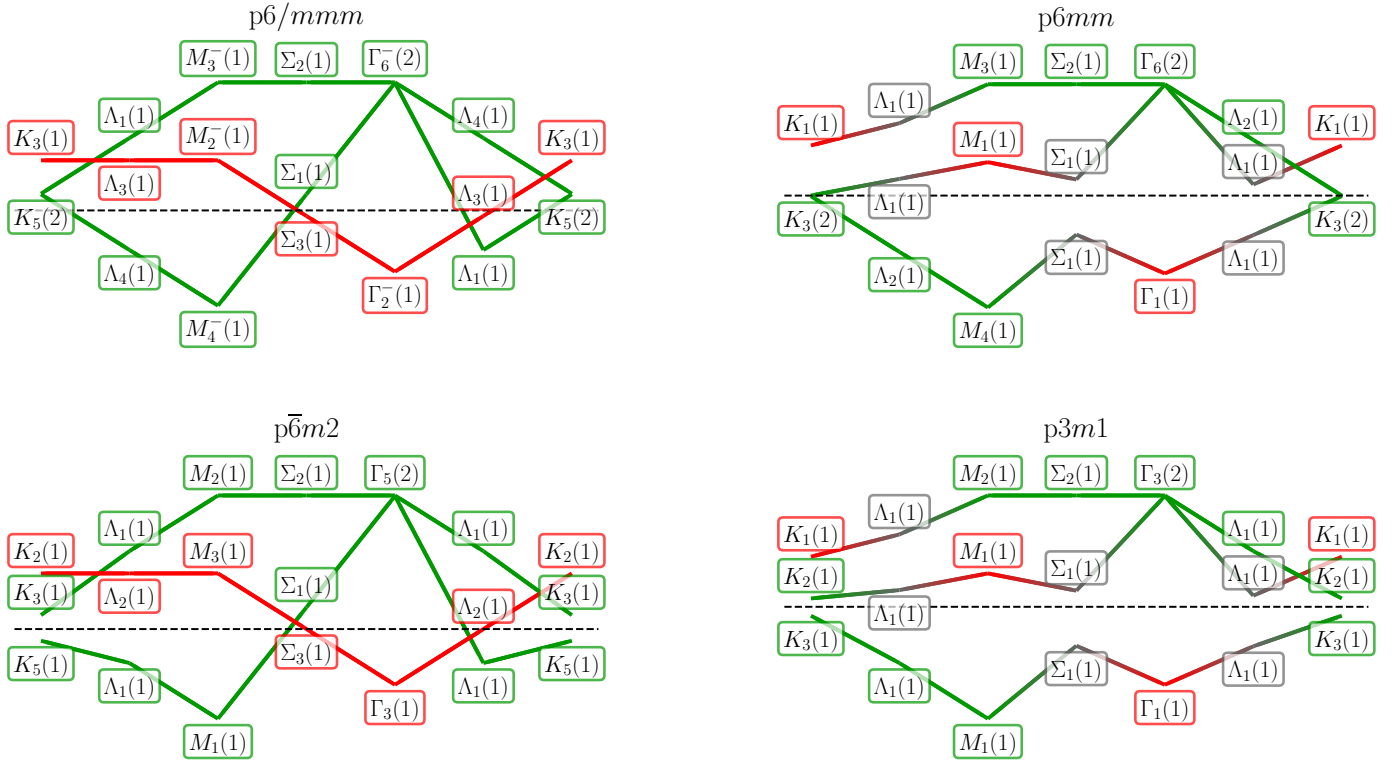 p6/mmm
M₃⁻(1) Σ₂(1) Γ₆⁻(2)
Λ₁(1) Λ₄(1)
K₃(1) M₂⁻(1) K₃(1)
Σ₁(1)
Λ₃(1) Λ₃(1)
K₅(2) K₅(2)
Σ₃(1)
Λ₄(1) Λ₁(1)
Γ₂⁻(1)
M₄⁻(1)
p6mm
M₃(1) Σ₂(1) Γ₆(2)
Λ₁(1)
Λ₂(1)
K₁(1) K₁(1)
M₁(1)
Σ₁(1) Λ₁(1)
Λ₁(1)
K₃(2) K₃(2)
Σ₁(1) Λ₁(1)
Λ₂(1)
Γ₁(1)
M₄(1)
p6̅m2
M₂(1) Σ₂(1) Γ₅(2)
Λ₁(1) Λ₁(1)
K₂(1) M₃(1) K₂(1)
Σ₁(1)
K₃(1) Λ₂(1) Λ₂(1) K₃(1)
Σ₃(1)
K₅(1) K₅(1)
Λ₁(1) Λ₁(1)
Γ₃(1)
M₁(1)
p3m1
M₂(1) Σ₂(1) Γ₃(2)
Λ₁(1) Λ₁(1)
K₁(1) M₁(1) K₁(1)
K₂(1) Σ₁(1) Λ₁(1) K₂(1)
Λ₁(1)
K₃(1) K₃(1)
Λ₁(1) Σ₁(1) Λ₁(1)
Γ₁(1)
M₁(1)